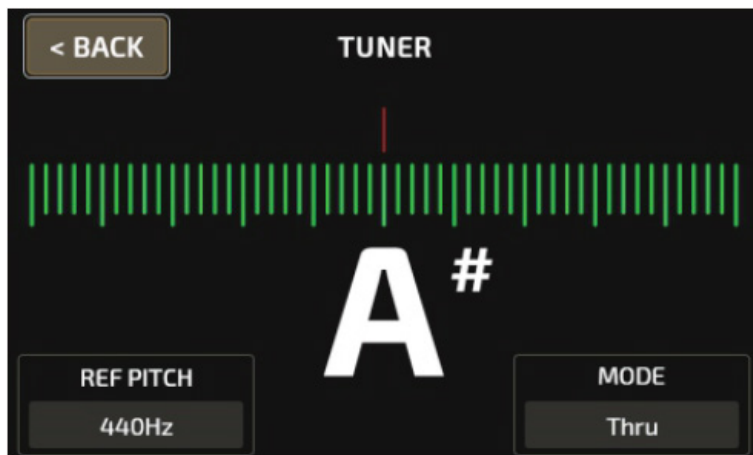 < BACK
TUNER
A#
REF PITCH
440Hz
MODE
Thru